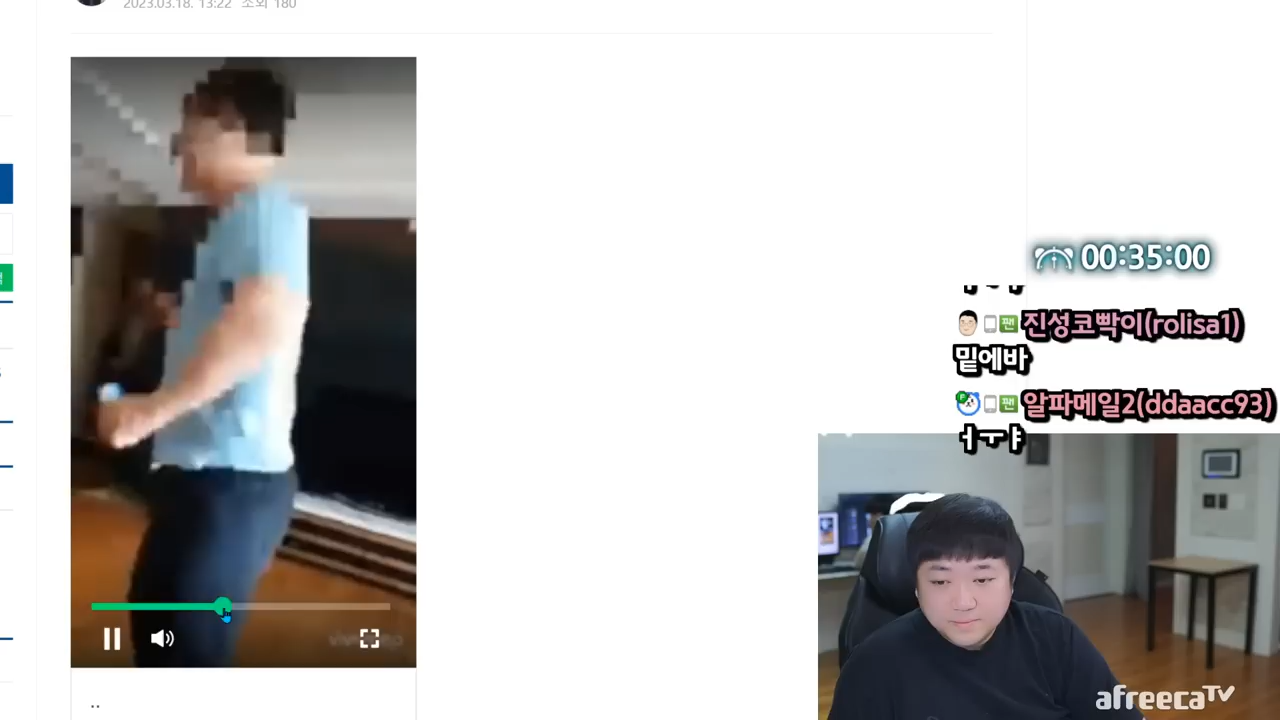 2023.03.18. 13:22 조회 180
00:35:00
진성코빡이(rolisa1)
밑에바
알파메일2(ddaacc93)
ㅓㅜㅑ
..
afreecaTV